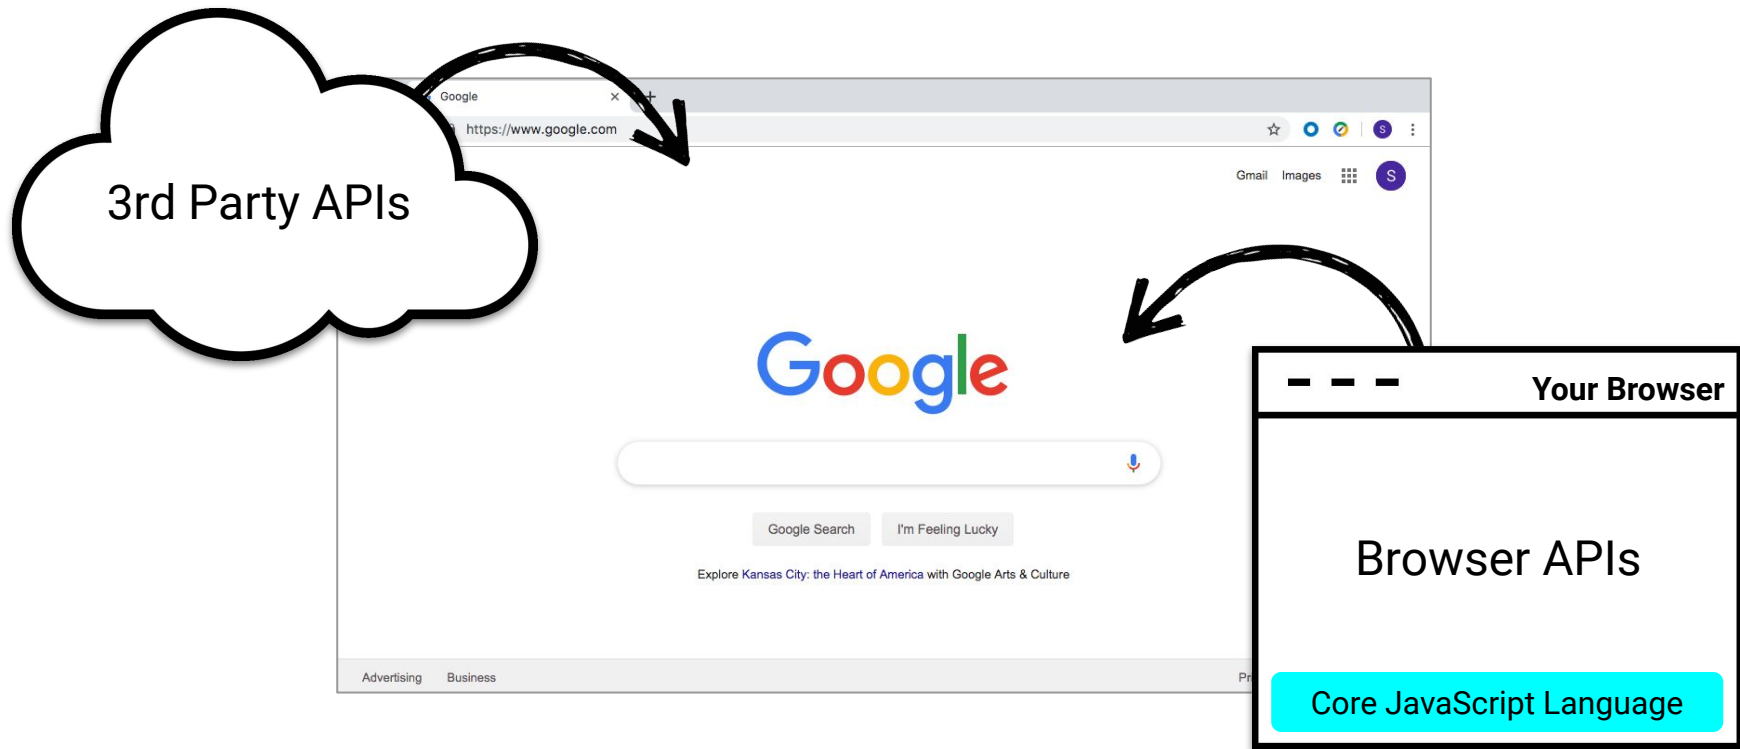 Google
https://www.google.com
S
Gmail Images S
3rd Party APIs
Google
Your Browser
Google Search I'm Feeling Lucky
Browser APIs
Explore Kansas City: the Heart of America with Google Arts & Culture
Advertising Business
Core JavaScript Language